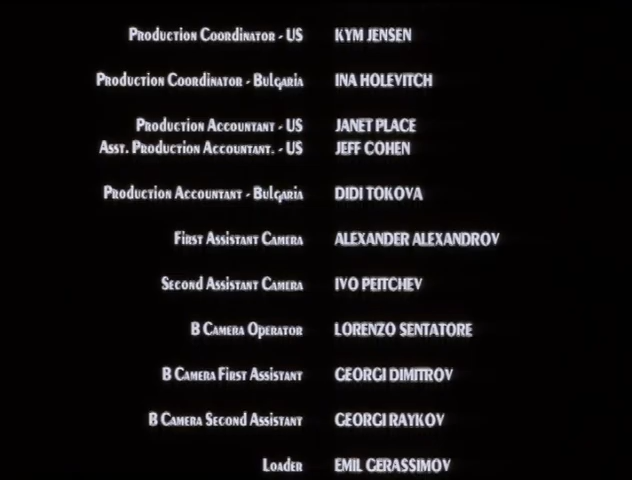 Production Coordinator - US KYM JENSEN
Production Coordinator - Bulgaria INA HOLEVITCH
Production Accountant - US JANET PLACE
Asst. Production Accountant. - US JEFF COHEN
Production Accountant - Bulgaria DIDI TOKOVA
First Assistant Camera ALEXANDER ALEXANDROV
Second Assistant Camera IVO PEITCHEV
B Camera Operator LORENZO SENTATORE
B Camera First Assistant GEORGI DIMITROV
B Camera Second Assistant GEORGI RAYKOV
Loader EMIL GERASSIMOV